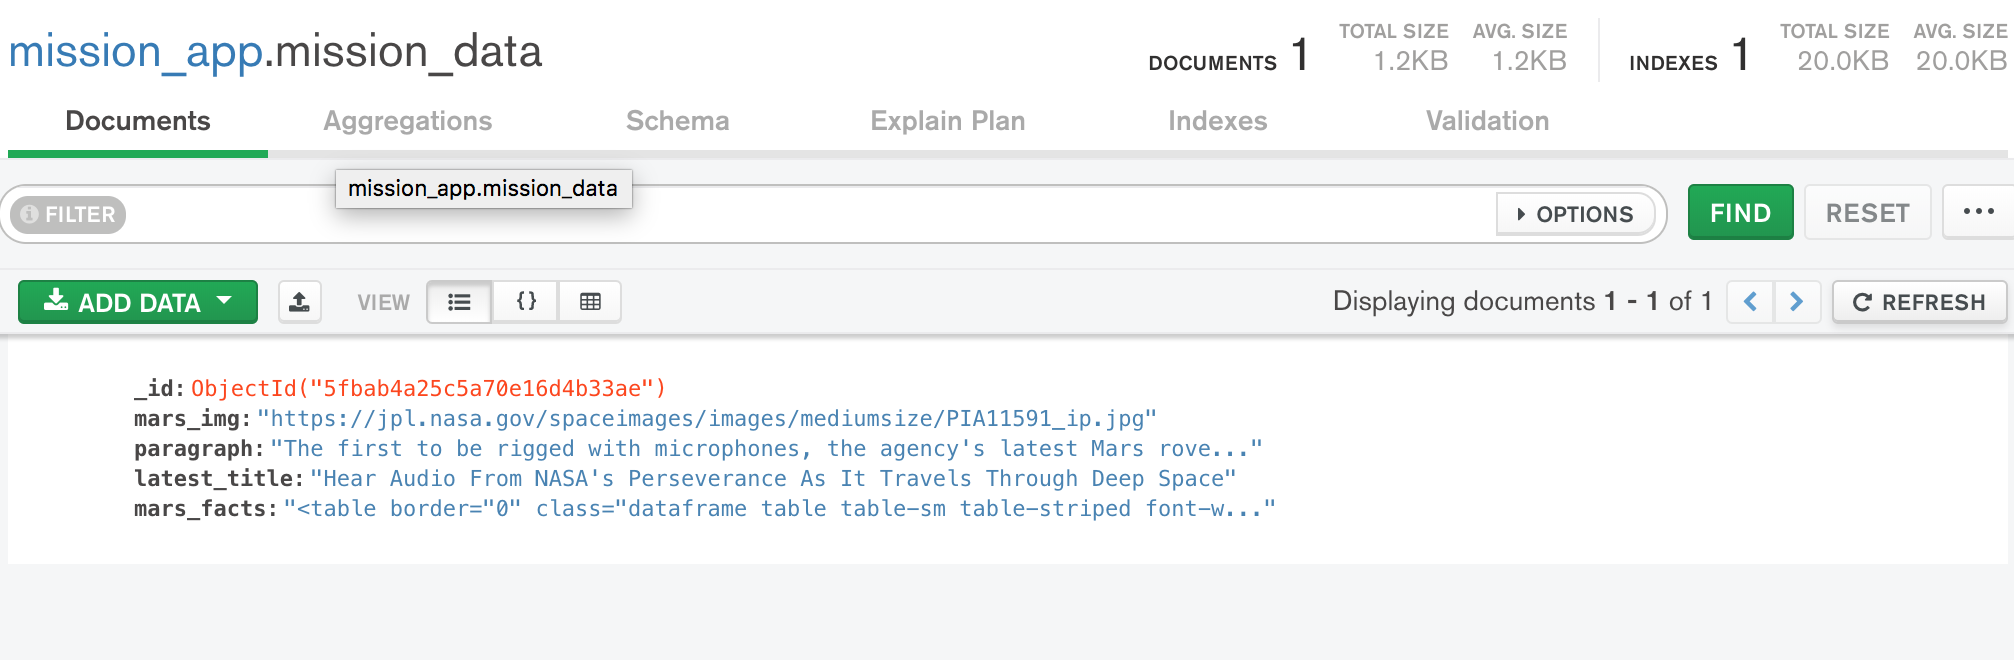 mission_app.mission_data
DOCUMENTS 1 TOTAL SIZE 1.2KB AVG. SIZE 1.2KB INDEXES 1 TOTAL SIZE 20.0KB AVG. SIZE 20.0KB
Documents Aggregations Schema Explain Plan Indexes Validation
mission_app.mission_data
FILTER OPTIONS FIND RESET ...
ADD DATA VIEW {} Displaying documents 1 - 1 of 1 < > REFRESH
_id: ObjectId("5fbab4a25c5a70e16d4b33ae")
mars_img: "https://jpl.nasa.gov/spaceimages/images/mediumsize/PIA11591_ip.jpg"
paragraph: "The first to be rigged with microphones, the agency's latest Mars rove..."
latest_title: "Hear Audio From NASA's Perseverance As It Travels Through Deep Space"
mars_facts: "<table border="0" class="dataframe table table-sm table-striped font-w..."